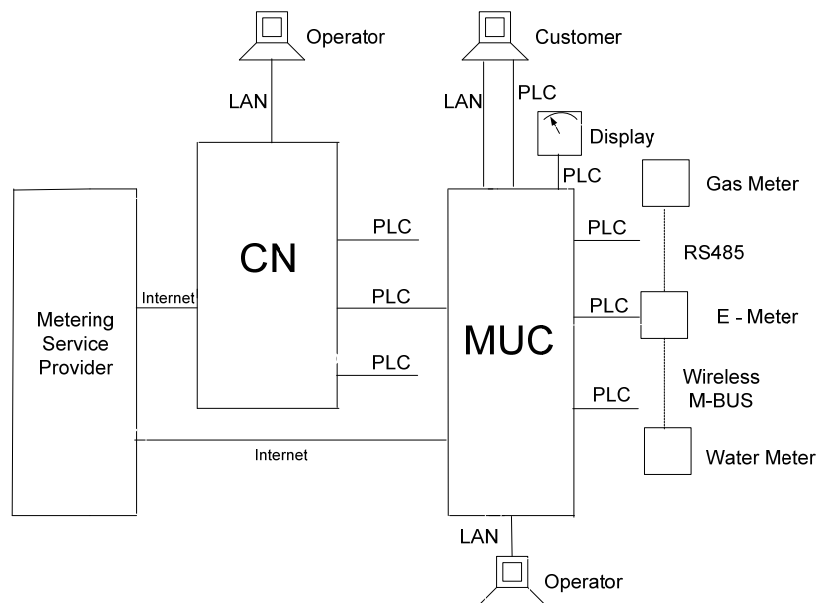 Operator
Customer
LAN
LAN
PLC
Display
PLC
Gas Meter
PLC
PLC
CN
RS485
Internet
PLC
PLC
E - Meter
Metering
Service
Provider
MUC
PLC
Wireless
M-BUS
PLC
Internet
Water Meter
LAN
Operator